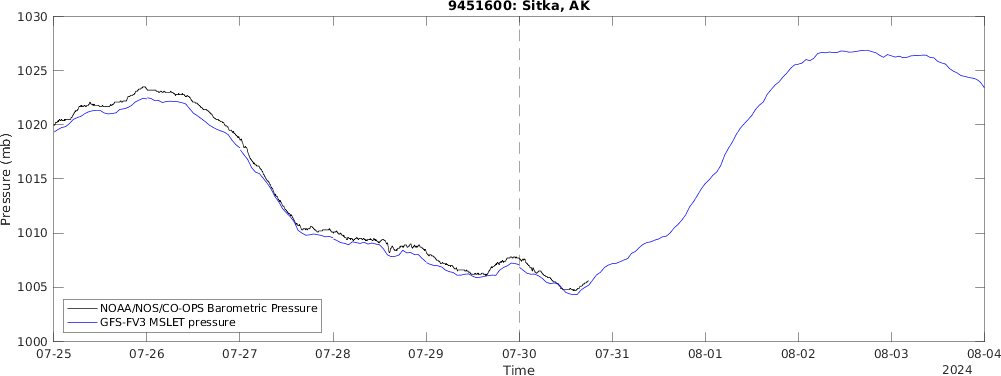 9451600: Sitka, AK
1030
1025
1020
1015
1010
1005
1000
Pressure (mb)
NOAA/NOS/CO-OPS Barometric Pressure
GFS-FV3 MSLET pressure
07-25 07-26 07-27 07-28 07-29 07-30 07-31 08-01 08-02 08-03 08-04
Time
2024